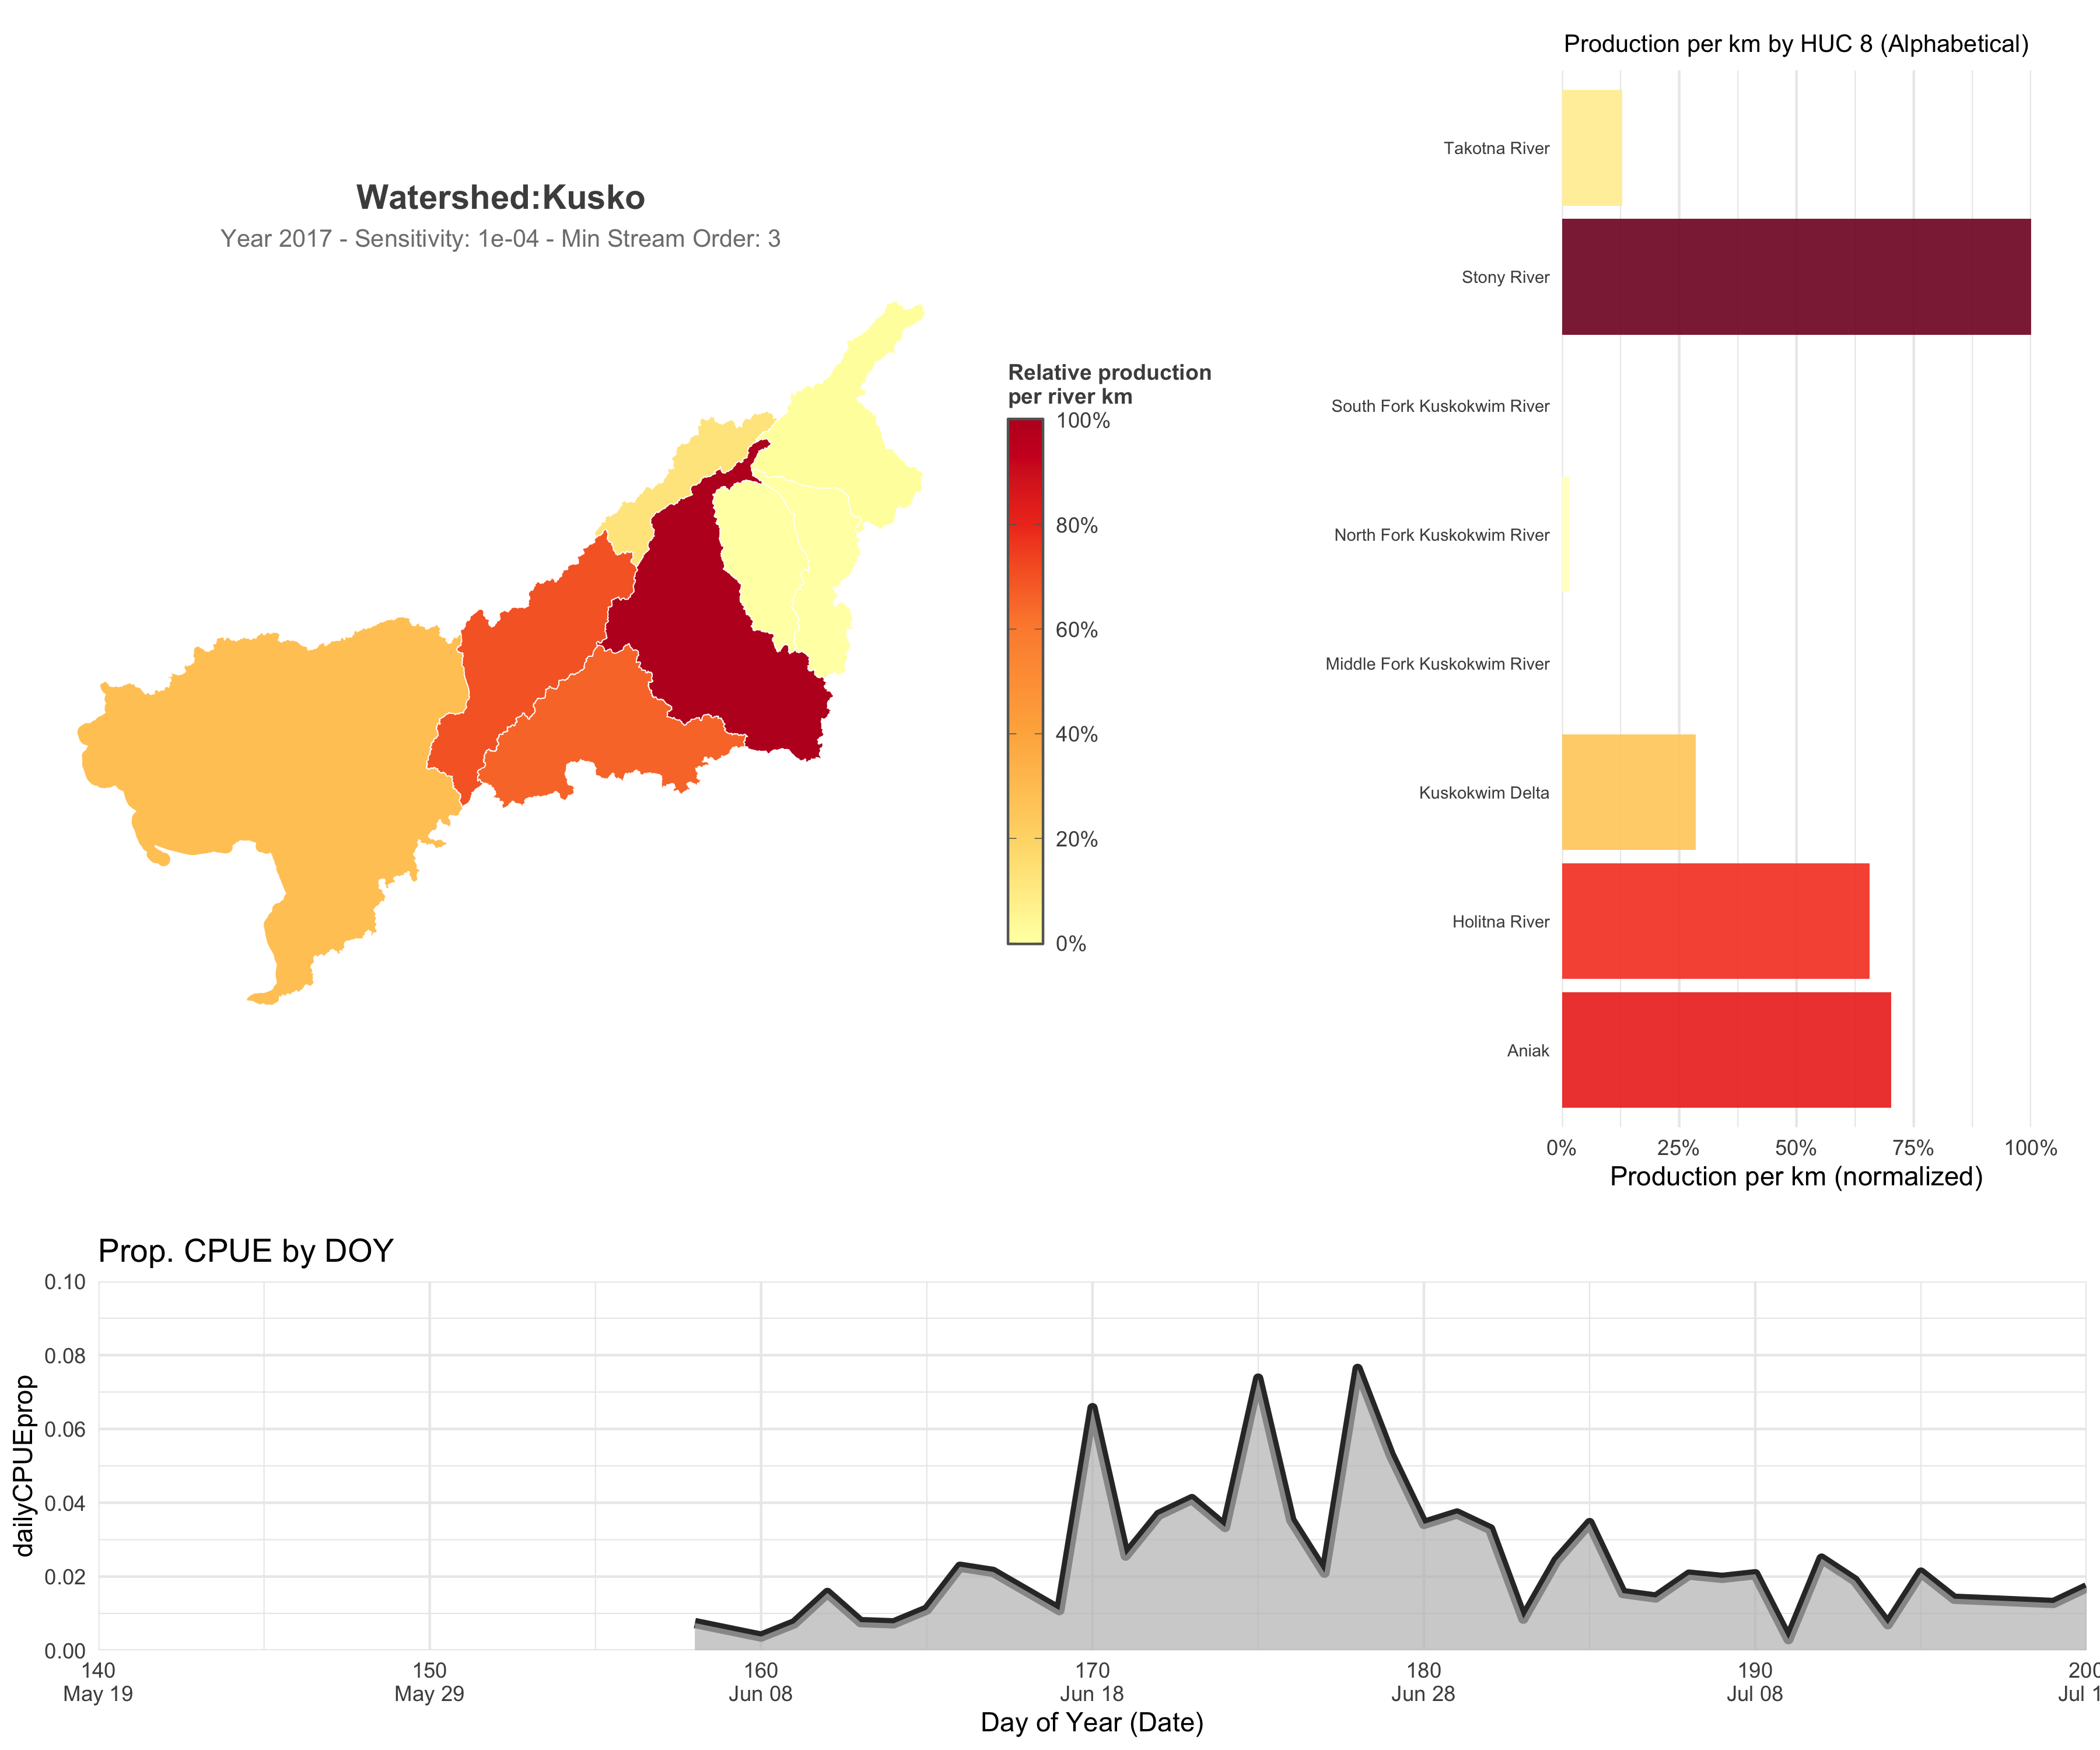 Production per km by HUC 8 (Alphabetical)
Takotna River
Stony River
South Fork Kuskokwim River
North Fork Kuskokwim River
Middle Fork Kuskokwim River
Kuskokwim Delta
Holitna River
Aniak
0% 25% 50% 75% 100%
Production per km (normalized)
Watershed:Kusko
Year 2017 - Sensitivity: 1e-04 - Min Stream Order: 3
Relative production
per river km
100%
80%
60%
40%
20%
0%
Prop. CPUE by DOY
dailyCPUEprop
0.10
0.08
0.06
0.04
0.02
0.00
140 150 160 170 180 190 200
May 19 May 29 Jun 08 Jun 18 Jun 28 Jul 08 Jul 1
Day of Year (Date)